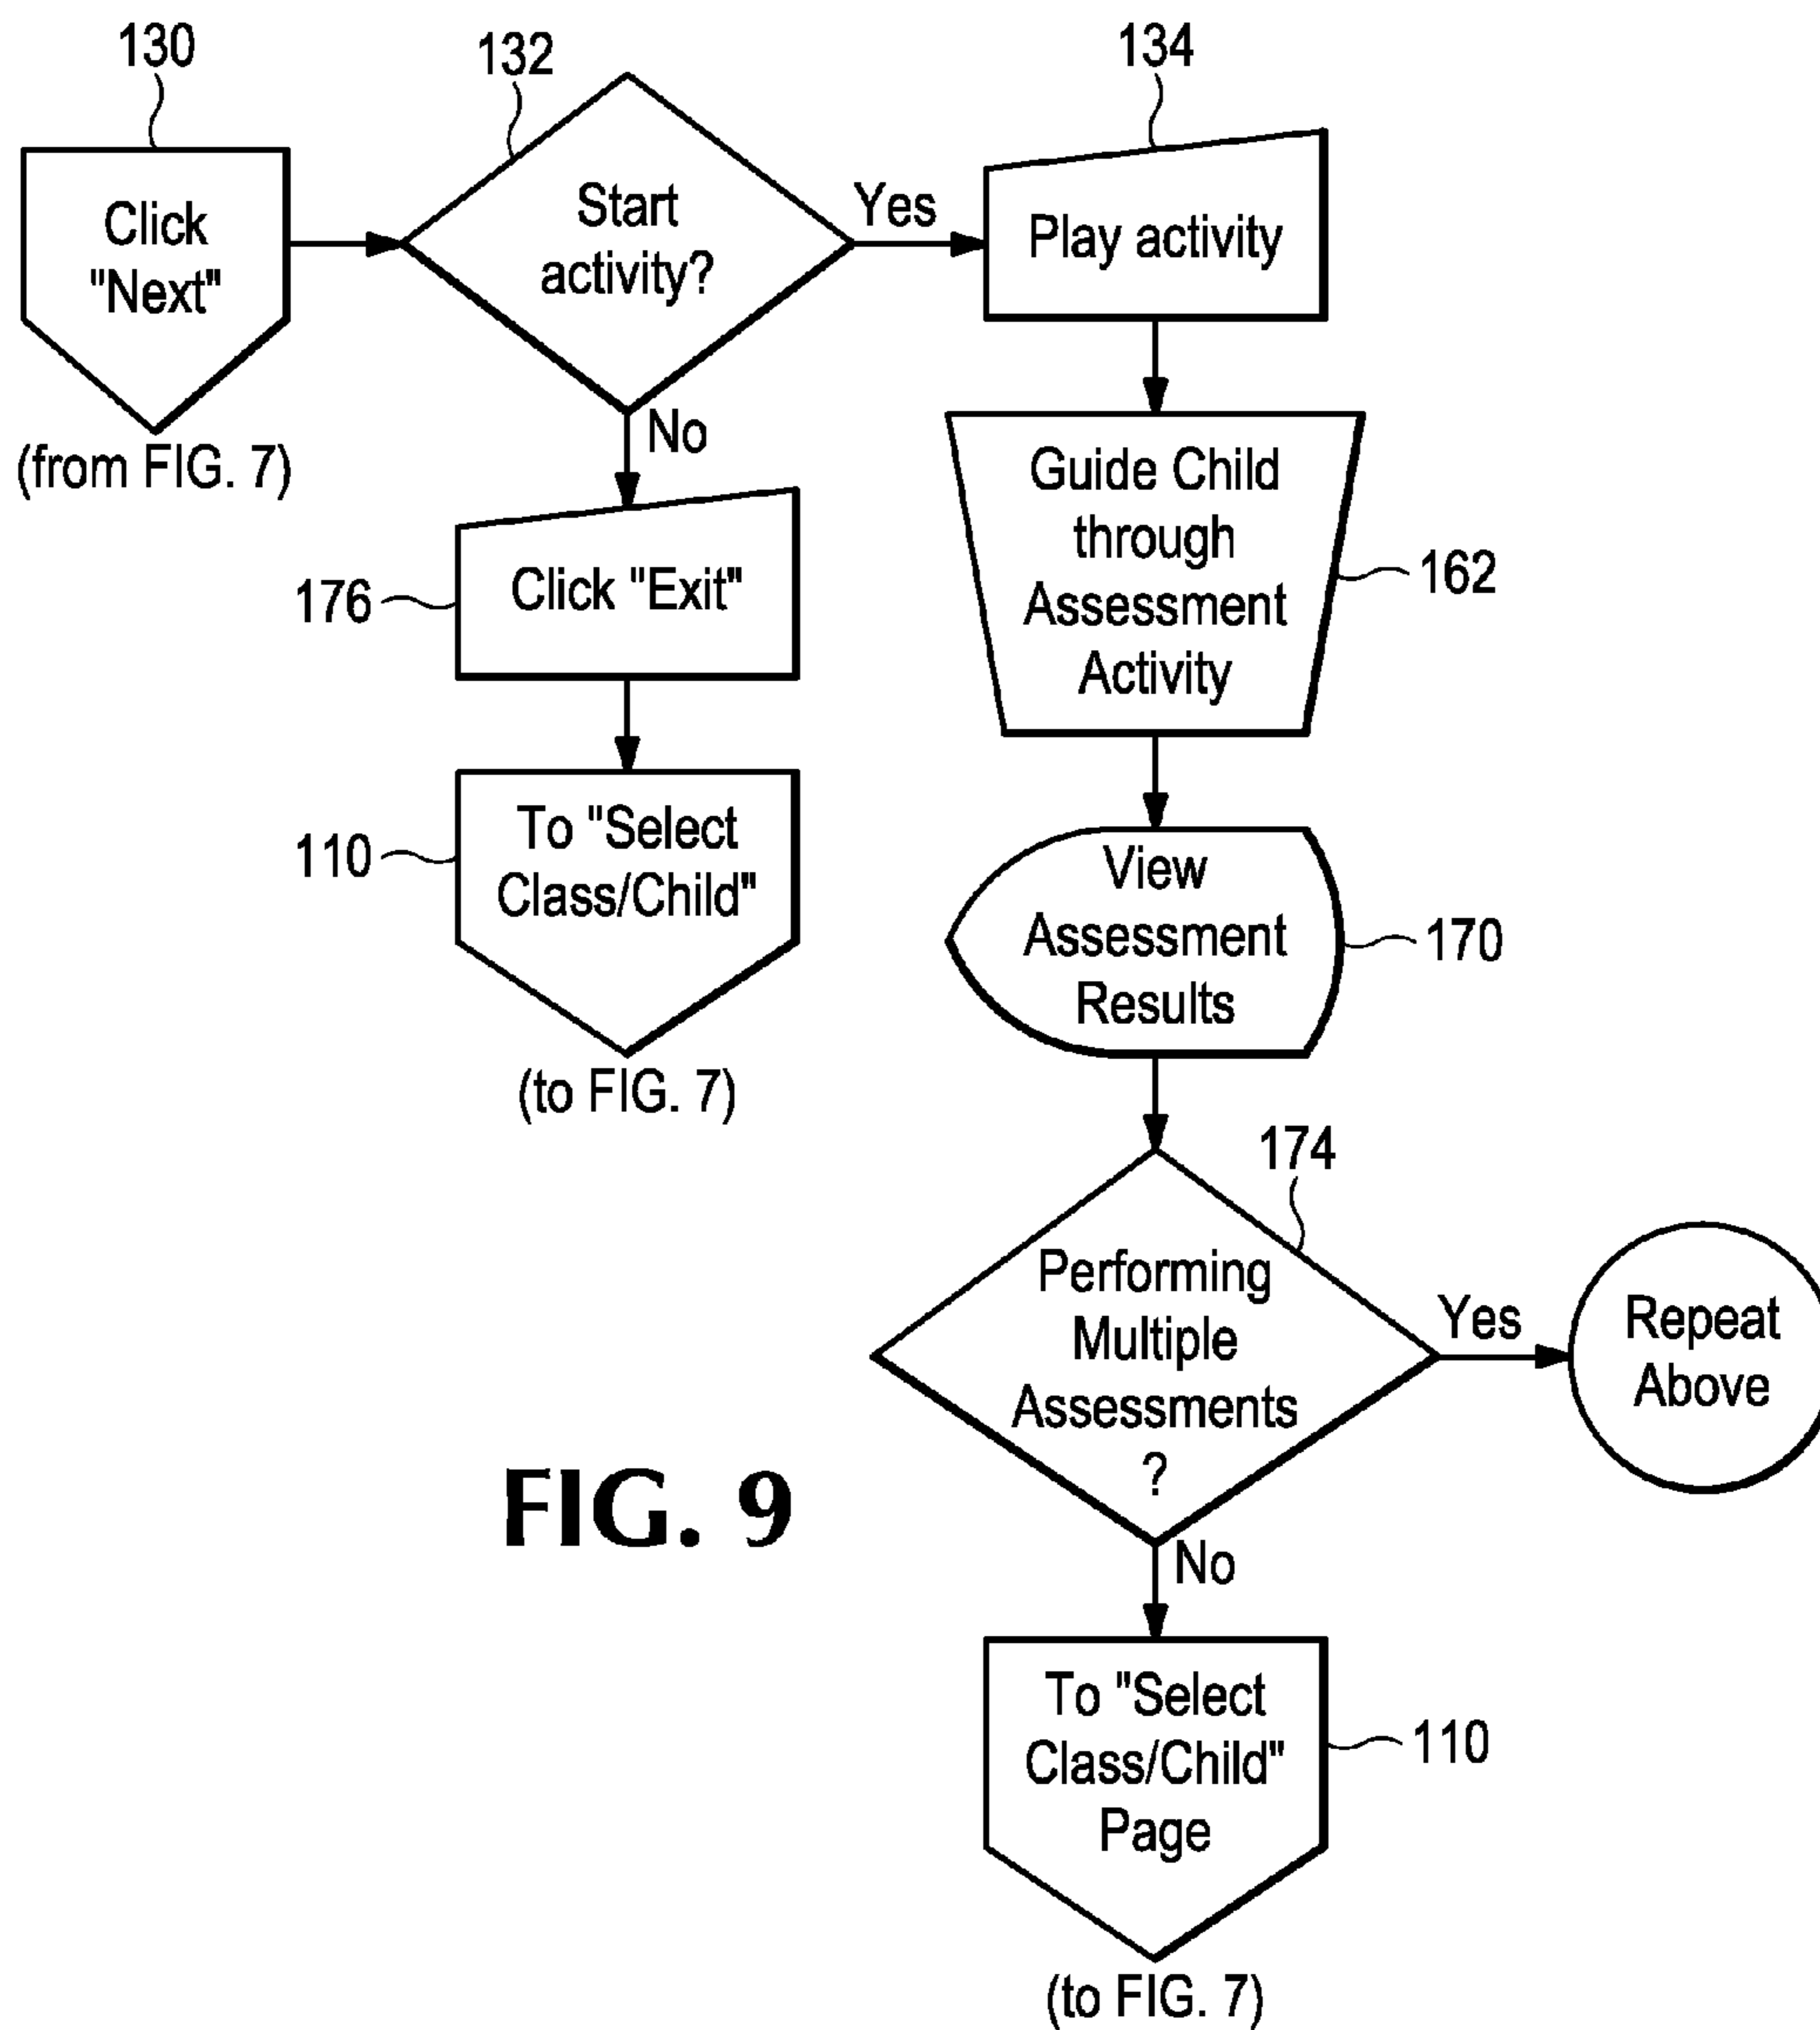 130
132
134
Click
"Next"
(from FIG. 7)
Start
activity?
Yes
Play activity
No
Click "Exit"
176
To "Select
Class/Child"
110
(to FIG. 7)
Guide Child
through
Assessment
Activity
162
View
Assessment
Results
170
174
Performing
Multiple
Assessments
?
Yes
Repeat
Above
No
To "Select
Class/Child"
Page
110
(to FIG. 7)
FIG. 9